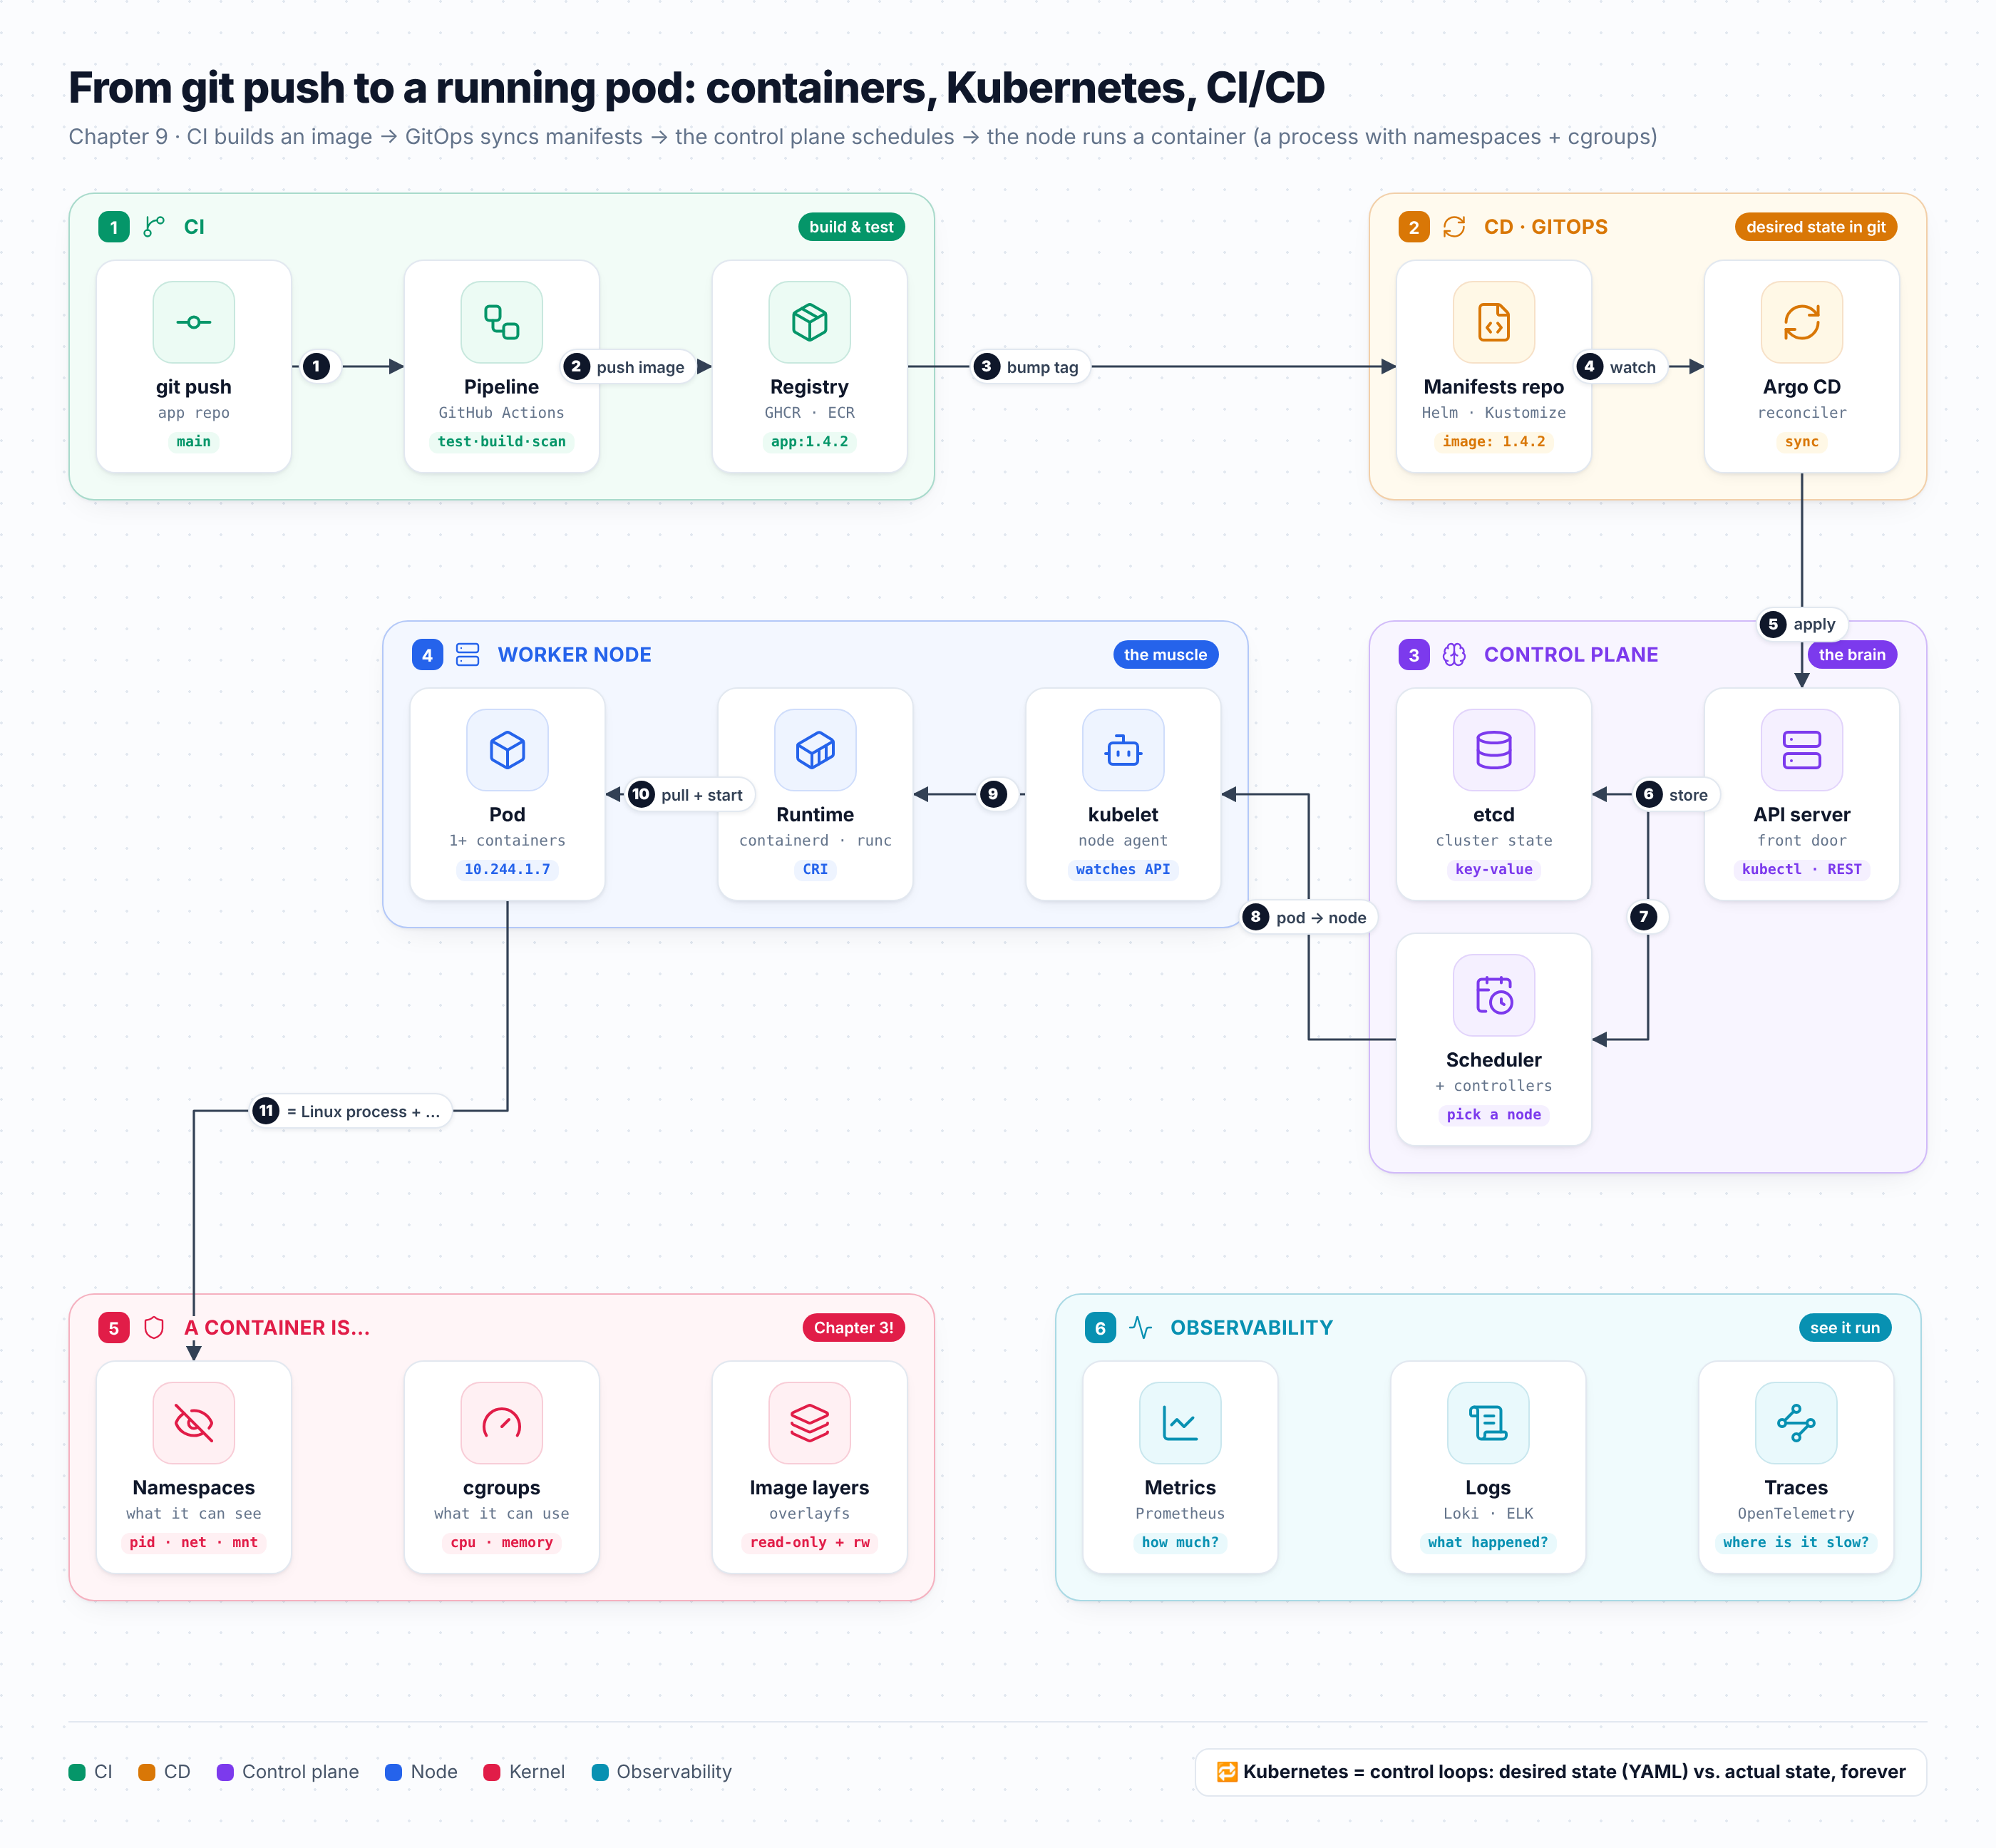 From git push to a running pod: containers, Kubernetes, CI/CD
Chapter 9 · CI builds an image → GitOps syncs manifests → the control plane schedules → the node runs a container (a process with namespaces + cgroups)
1 CI build & test
git push
app repo
main
1
Pipeline
GitHub Actions
test·build·scan
2 push image
Registry
GHCR · ECR
app:1.4.2
3 bump tag
2 CD · GITOPS desired state in git
Manifests repo
Helm · Kustomize
image: 1.4.2
4 watch
Argo CD
reconciler
sync
5 apply
4 WORKER NODE the muscle
Pod
1+ containers
10.244.1.7
10 pull + start
Runtime
containerd · runc
CRI
9
kubelet
node agent
watches API
8 pod → node
3 CONTROL PLANE the brain
etcd
cluster state
key-value
6 store
API server
front door
kubectl · REST
7
Scheduler
+ controllers
pick a node
11 = Linux process + ...
5 A CONTAINER IS... Chapter 3!
Namespaces
what it can see
pid · net · mnt
cgroups
what it can use
cpu · memory
Image layers
overlayfs
read-only + rw
6 OBSERVABILITY see it run
Metrics
Prometheus
how much?
Logs
Loki · ELK
what happened?
Traces
OpenTelemetry
where is it slow?
CI CD Control plane Node Kernel Observability
🔁 Kubernetes = control loops: desired state (YAML) vs. actual state, forever